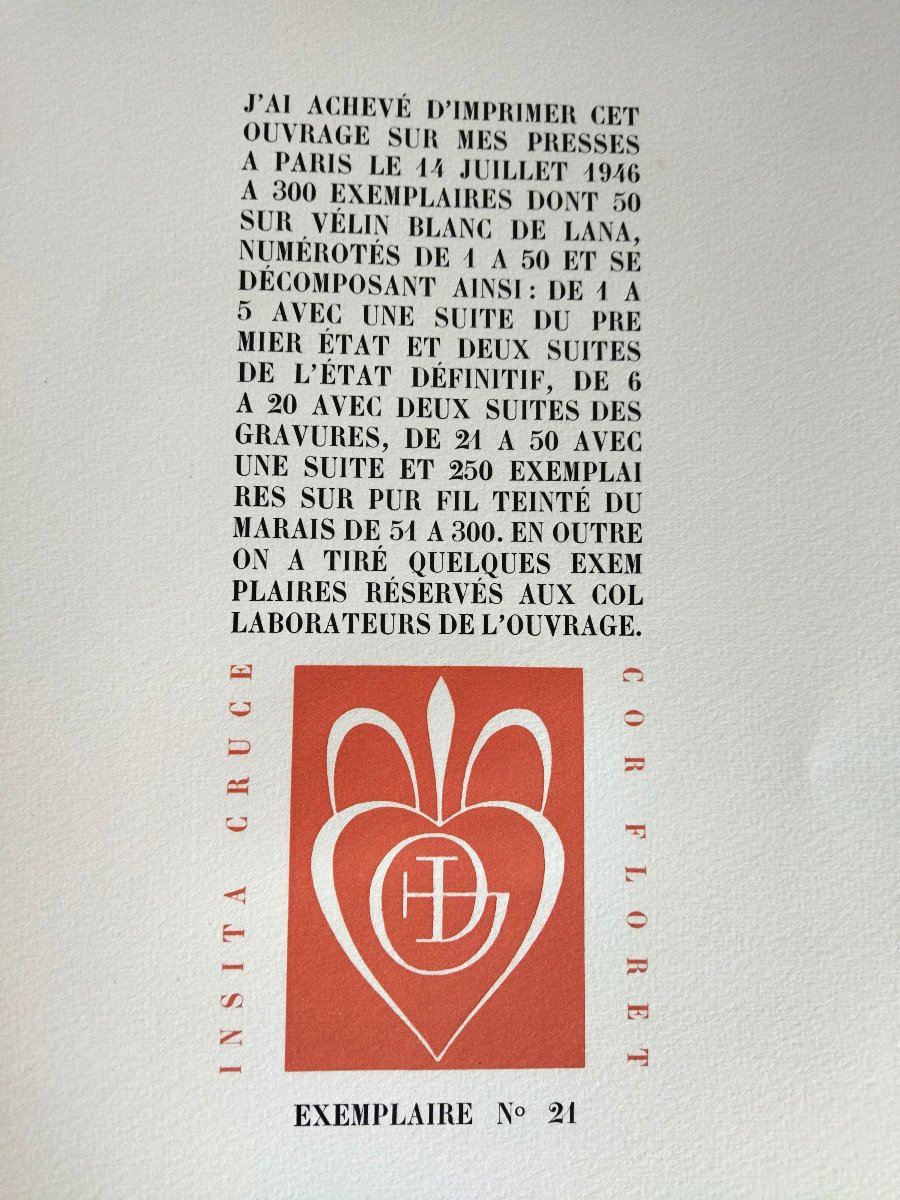 J'AI ACHEVÉ D'IMPRIMER CET
OUVRAGE SUR MES PRESSES
A PARIS LE 14 JUILLET 1946
A 300 EXEMPLAIRES DONT 50
SUR VÉLIN BLANC DE LANA,
NUMÉROTÉS DE 1 A 50 ET SE
DÉCOMPOSANT AINSI : DE 1 A
5 AVEC UNE SUITE DU PRE
MIER ÉTAT ET DEUX SUITES
DE L'ÉTAT DÉFINITIF, DE 6
A 20 AVEC DEUX SUITES DES
GRAVURES, DE 21 A 50 AVEC
UNE SUITE ET 250 EXEMPLAI
RES SUR PUR FIL TEINTÉ DU
MARAIS DE 51 A 300. EN OUTRE
ON A TIRÉ QUELQUES EXEM
PLAIRES RÉSERVÉS AUX COL
LABORATEURS DE L'OUVRAGE.
INSITA CRUCE
COR FLORET
EXEMPLAIRE No 21